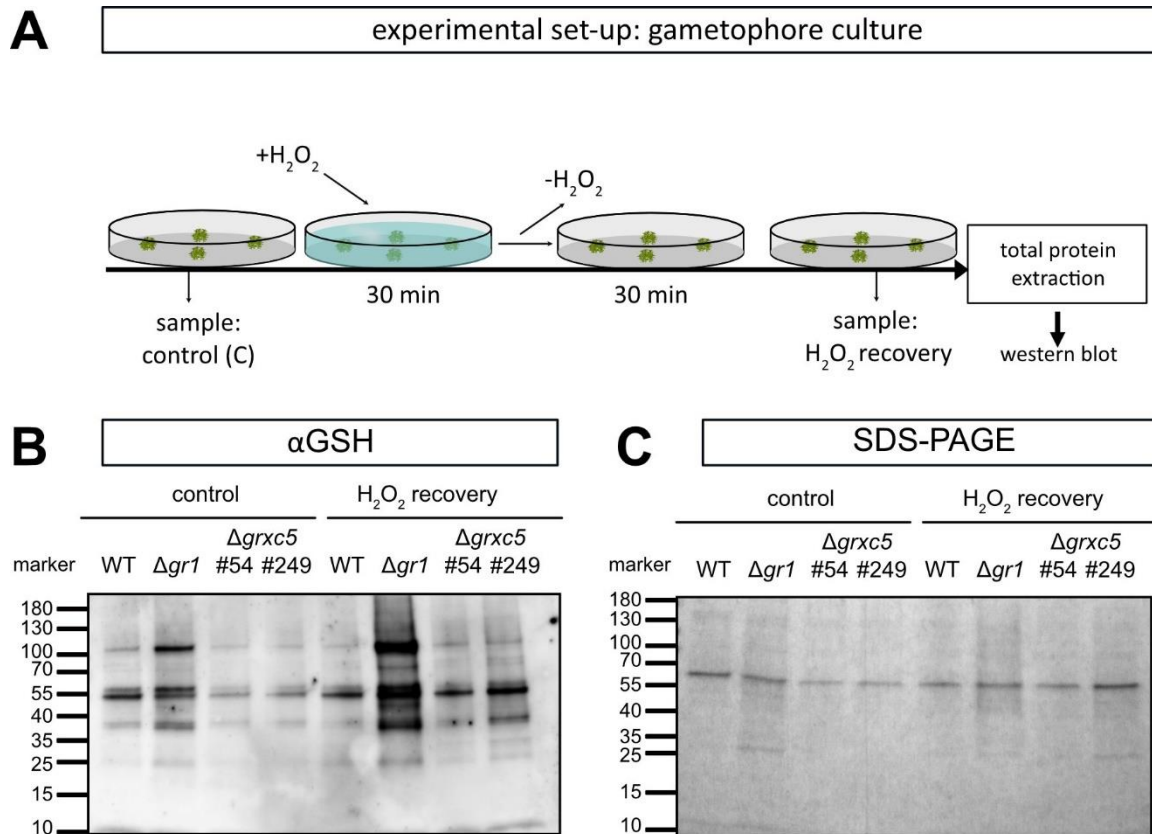 A
experimental set-up: gametophore culture
+H₂O₂
-H₂O₂
30 min
30 min
sample:
control (C)
sample:
H₂O₂ recovery
total protein
extraction
western blot
B
αGSH
control
H₂O₂ recovery
Δgrxc5
Δgrxc5
marker
WT
Δgr1
#54 #249
WT
Δgr1
#54 #249
180
130
100
70
55
40
35
25
15
10
C
SDS-PAGE
control
H₂O₂ recovery
Δgrxc5
Δgrxc5
marker
WT
Δgr1
#54 #249
WT
Δgr1
#54 #249
180
130
100
70
55
40
35
25
15
10